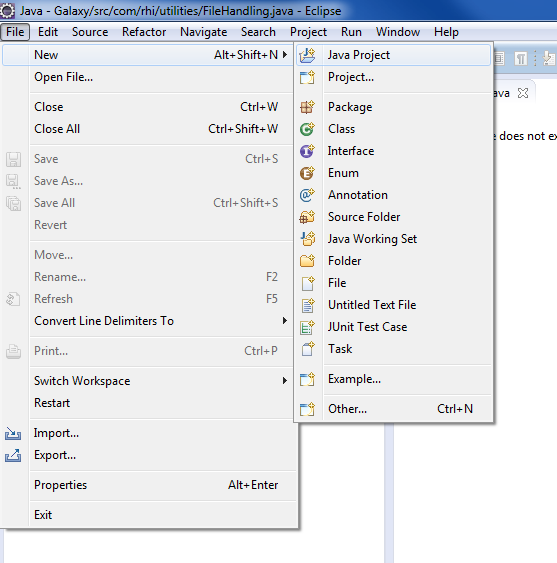 Java - Galaxy/src/com/rhi/utilities/FileHandling.java - Eclipse
File Edit Source Refactor Navigate Search Project Run Window Help
New Alt+Shift+N
Open File...
Close Ctrl+W
Close All Ctrl+Shift+W
Save Ctrl+S
Save As...
Save All Ctrl+Shift+S
Revert
Move...
Rename... F2
Refresh F5
Convert Line Delimiters To
Print... Ctrl+P
Switch Workspace
Restart
Import...
Export...
Properties Alt+Enter
Exit
Java Project
Project...
Package
Class
Interface
Enum
Annotation
Source Folder
Java Working Set
Folder
File
Untitled Text File
JUnit Test Case
Task
Example...
Other... Ctrl+N
ava
e does not ex